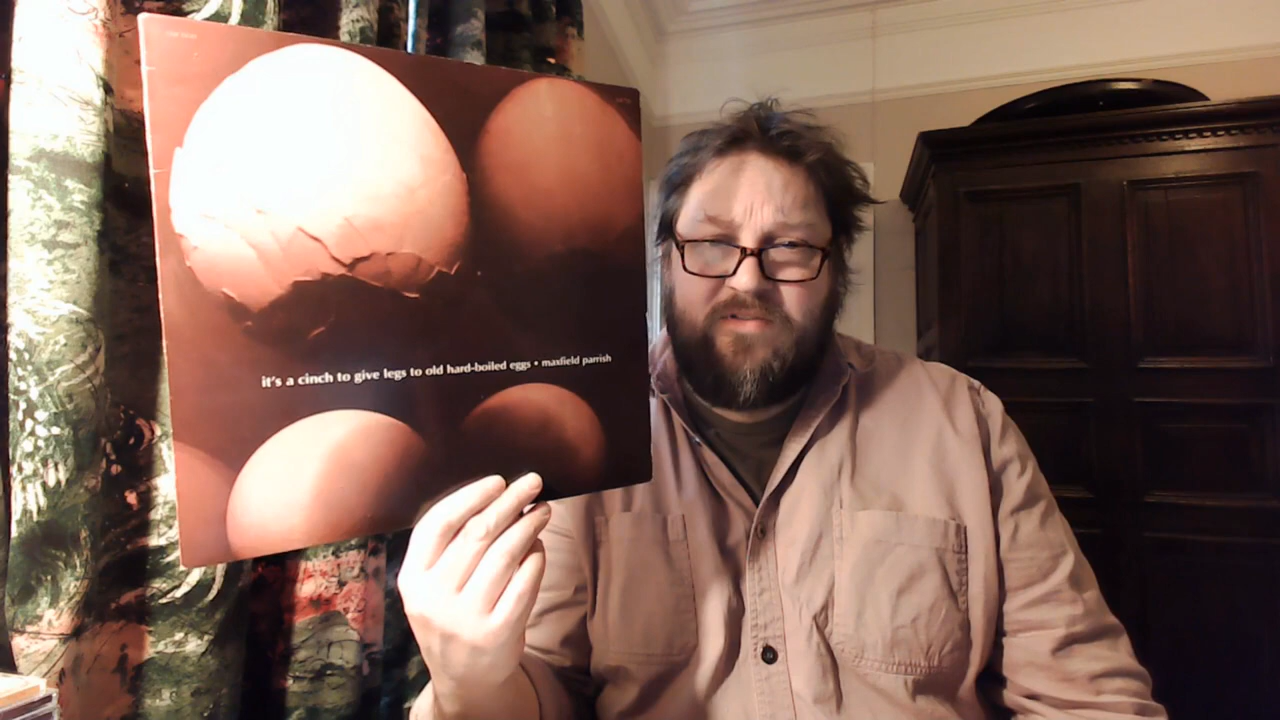 it's a cinch to give legs to old hard-boiled eggs • maxfield parrish